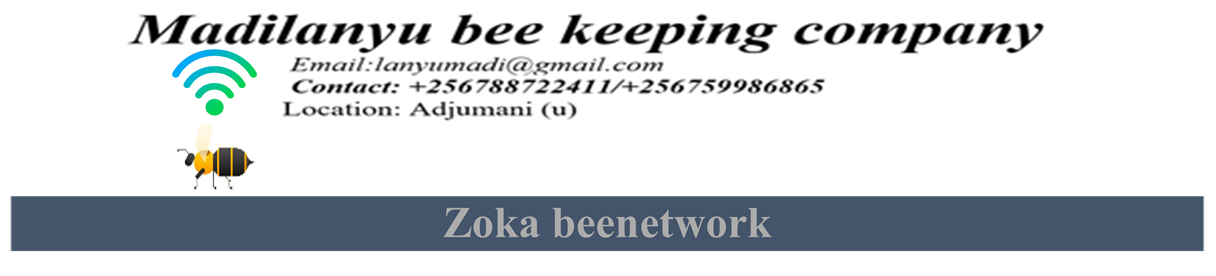 Madilanyu bee keeping company
Email:lanyumadi@gmail.com
Contact: +256788722411/+256759986865
Location: Adjumani (u)
Zoka beenetwork